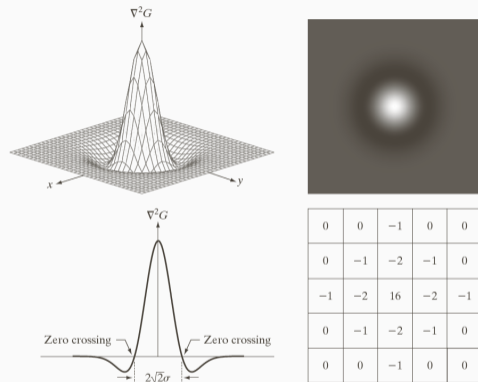 ∇²G
x
y
∇²G
Zero crossing
Zero crossing
2√2σ
0 0 −1 0 0
0 −1 −2 −1 0
−1 −2 16 −2 −1
0 −1 −2 −1 0
0 0 −1 0 0